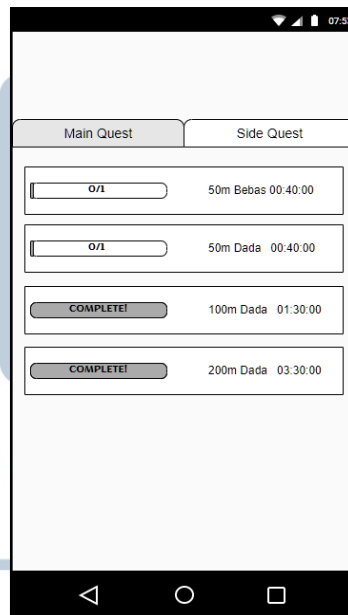 07:53
Main Quest Side Quest
0/1 50m Bebas 00:40:00
0/1 50m Dada 00:40:00
COMPLETE! 100m Dada 01:30:00
COMPLETE! 200m Dada 03:30:00